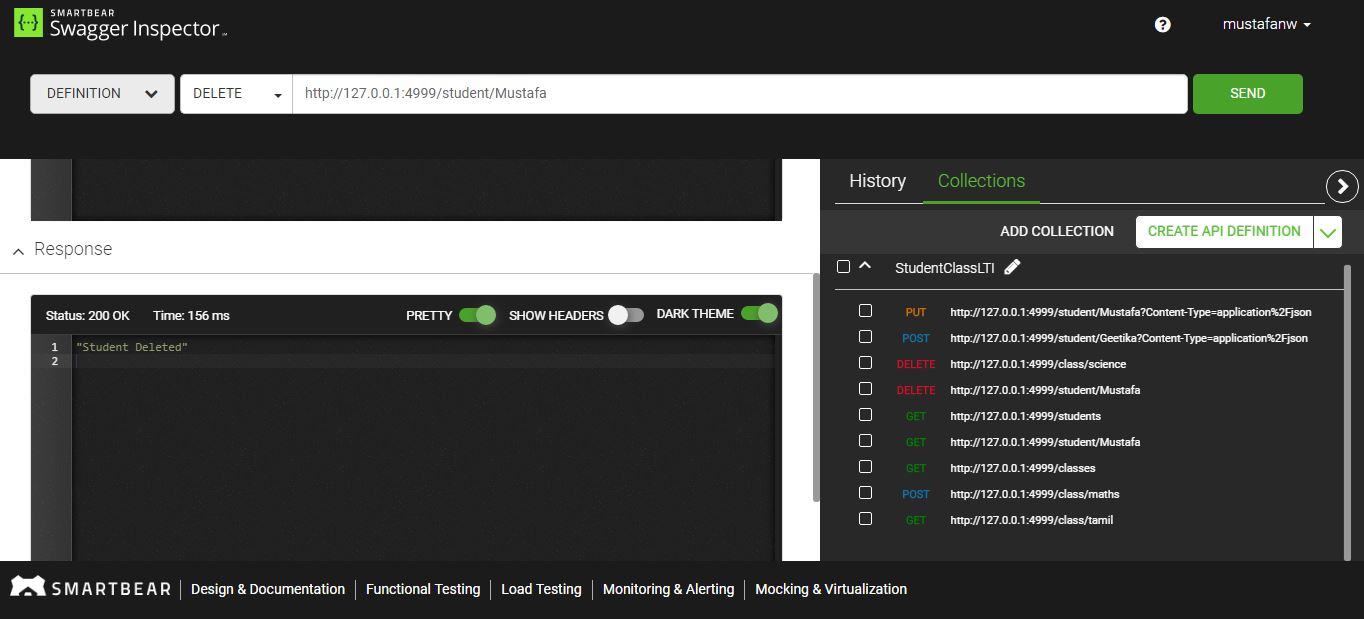 SMARTBEAR
Swagger Inspector
mustafanw
DEFINITION
DELETE
http://127.0.0.1:4999/student/Mustafa
SEND
History
Collections
ADD COLLECTION
CREATE API DEFINITION
Response
StudentClassLTI
Status: 200 OK
Time: 156 ms
PRETTY
SHOW HEADERS
DARK THEME
1 "Student Deleted"
2
PUT http://127.0.0.1:4999/student/Mustafa?Content-Type=application%2Fjson
POST http://127.0.0.1:4999/student/Geetika?Content-Type=application%2Fjson
DELETE http://127.0.0.1:4999/class/science
DELETE http://127.0.0.1:4999/student/Mustafa
GET http://127.0.0.1:4999/students
GET http://127.0.0.1:4999/student/Mustafa
GET http://127.0.0.1:4999/classes
POST http://127.0.0.1:4999/class/maths
GET http://127.0.0.1:4999/class/tamil
SMARTBEAR
Design & Documentation
Functional Testing
Load Testing
Monitoring & Alerting
Mocking & Virtualization